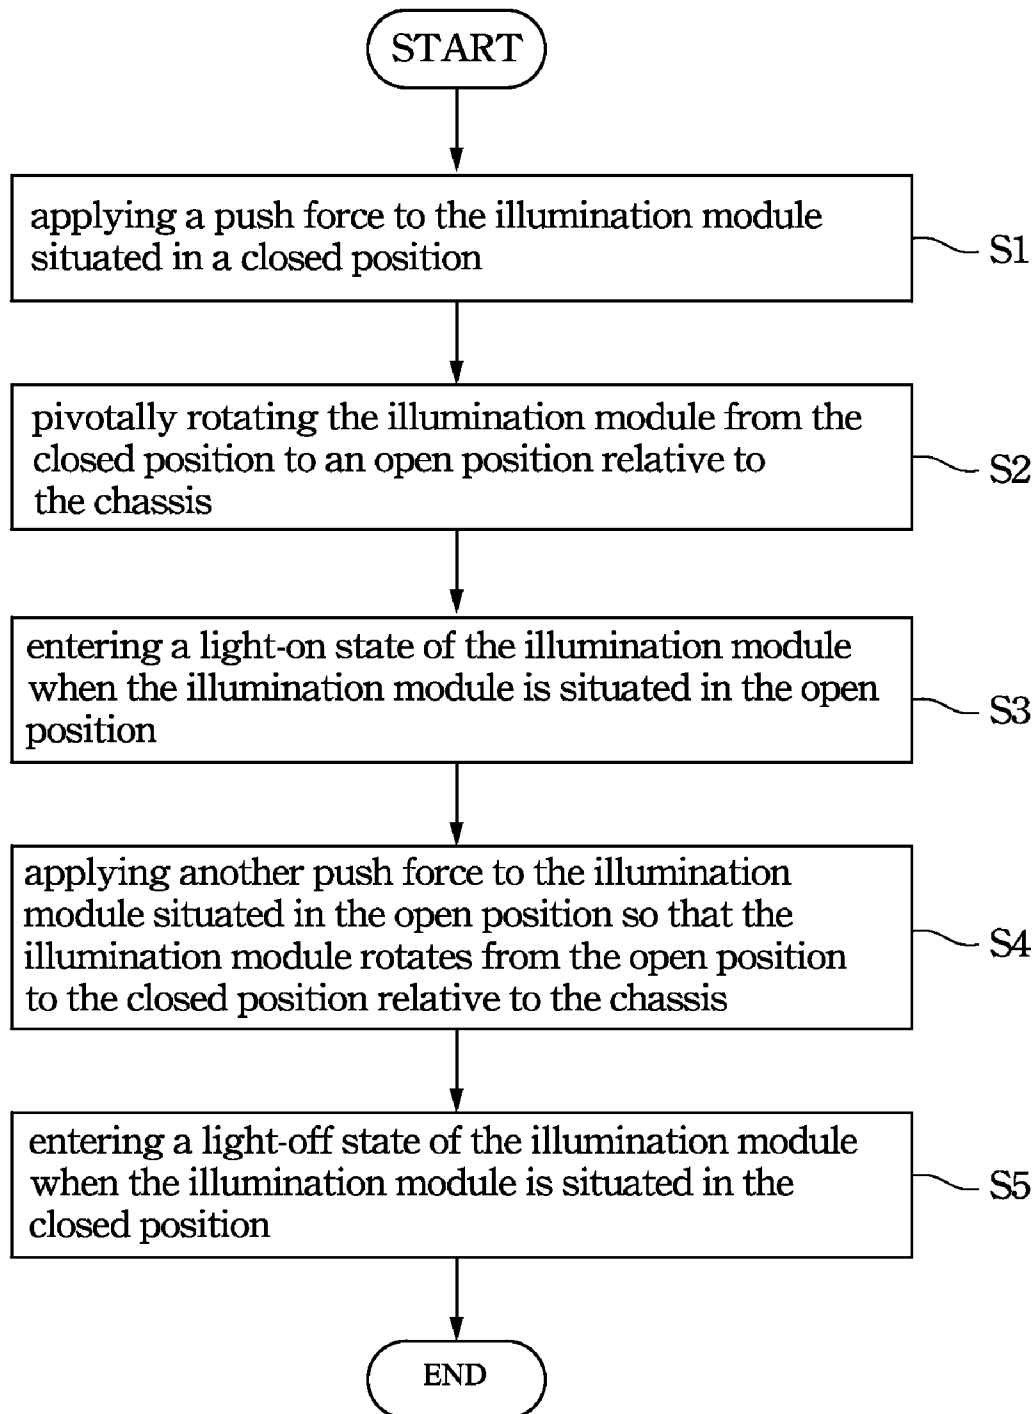 START
applying a push force to the illumination module
situated in a closed position
S1
pivotally rotating the illumination module from the
closed position to an open position relative to
the chassis
S2
entering a light-on state of the illumination module
when the illumination module is situated in the open
position
S3
applying another push force to the illumination
module situated in the open position so that the
illumination module rotates from the open position
to the closed position relative to the chassis
S4
entering a light-off state of the illumination module
when the illumination module is situated in the
closed position
S5
END